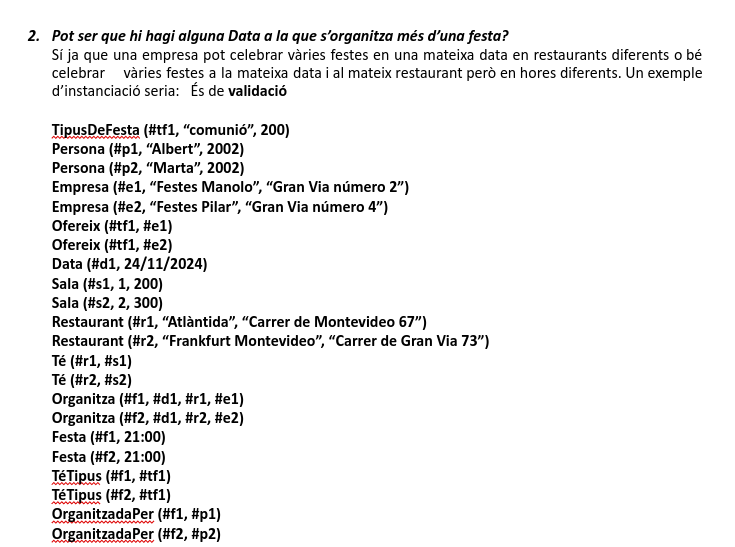 2. Pot ser que hi hagi alguna Data a la que s’organitza més d’una festa?
Sí ja que una empresa pot celebrar vàries festes en una mateixa data en restaurants diferents o bé
celebrar vàries festes a la mateixa data i al mateix restaurant però en hores diferents. Un exemple
d’instanciació seria: És de validació
TipusDeFesta (#tf1, “comunió”, 200)
Persona (#p1, “Albert”, 2002)
Persona (#p2, “Marta”, 2002)
Empresa (#e1, “Festes Manolo”, “Gran Via número 2”)
Empresa (#e2, “Festes Pilar”, “Gran Via número 4”)
Ofereix (#tf1, #e1)
Ofereix (#tf1, #e2)
Data (#d1, 24/11/2024)
Sala (#s1, 1, 200)
Sala (#s2, 2, 300)
Restaurant (#r1, “Atlàntida”, “Carrer de Montevideo 67”)
Restaurant (#r2, “Frankfurt Montevideo”, “Carrer de Gran Via 73”)
Té (#r1, #s1)
Té (#r2, #s2)
Organitza (#f1, #d1, #r1, #e1)
Organitza (#f2, #d1, #r2, #e2)
Festa (#f1, 21:00)
Festa (#f2, 21:00)
TéTipus (#f1, #tf1)
TéTipus (#f2, #tf1)
OrganitzadaPer (#f1, #p1)
OrganitzadaPer (#f2, #p2)